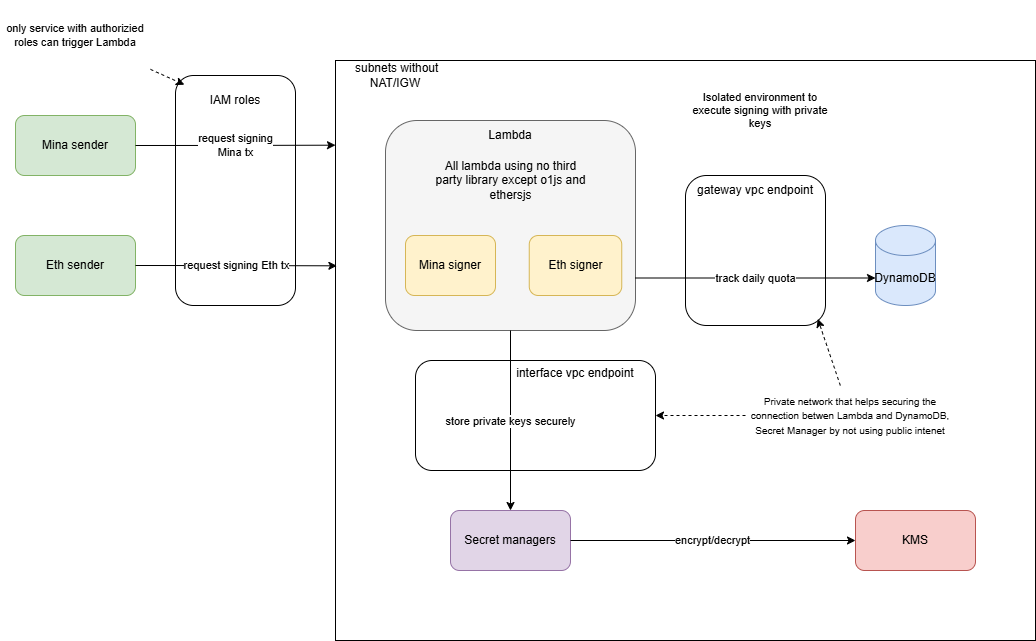 only service with authorizied
roles can trigger Lambda
IAM roles
Mina sender
request signing
Mina tx
Eth sender
request signing Eth tx
subnets without
NAT/IGW
Lambda
All lambda using no third
party library except o1js and
ethersjs
Mina signer
Eth signer
Isolated environment to
execute signing with private
keys
gateway vpc endpoint
track daily quota
DynamoDB
interface vpc endpoint
store private keys securely
Private network that helps securing the
connection betwen Lambda and DynamoDB,
Secret Manager by not using public intenet
Secret managers
encrypt/decrypt
KMS